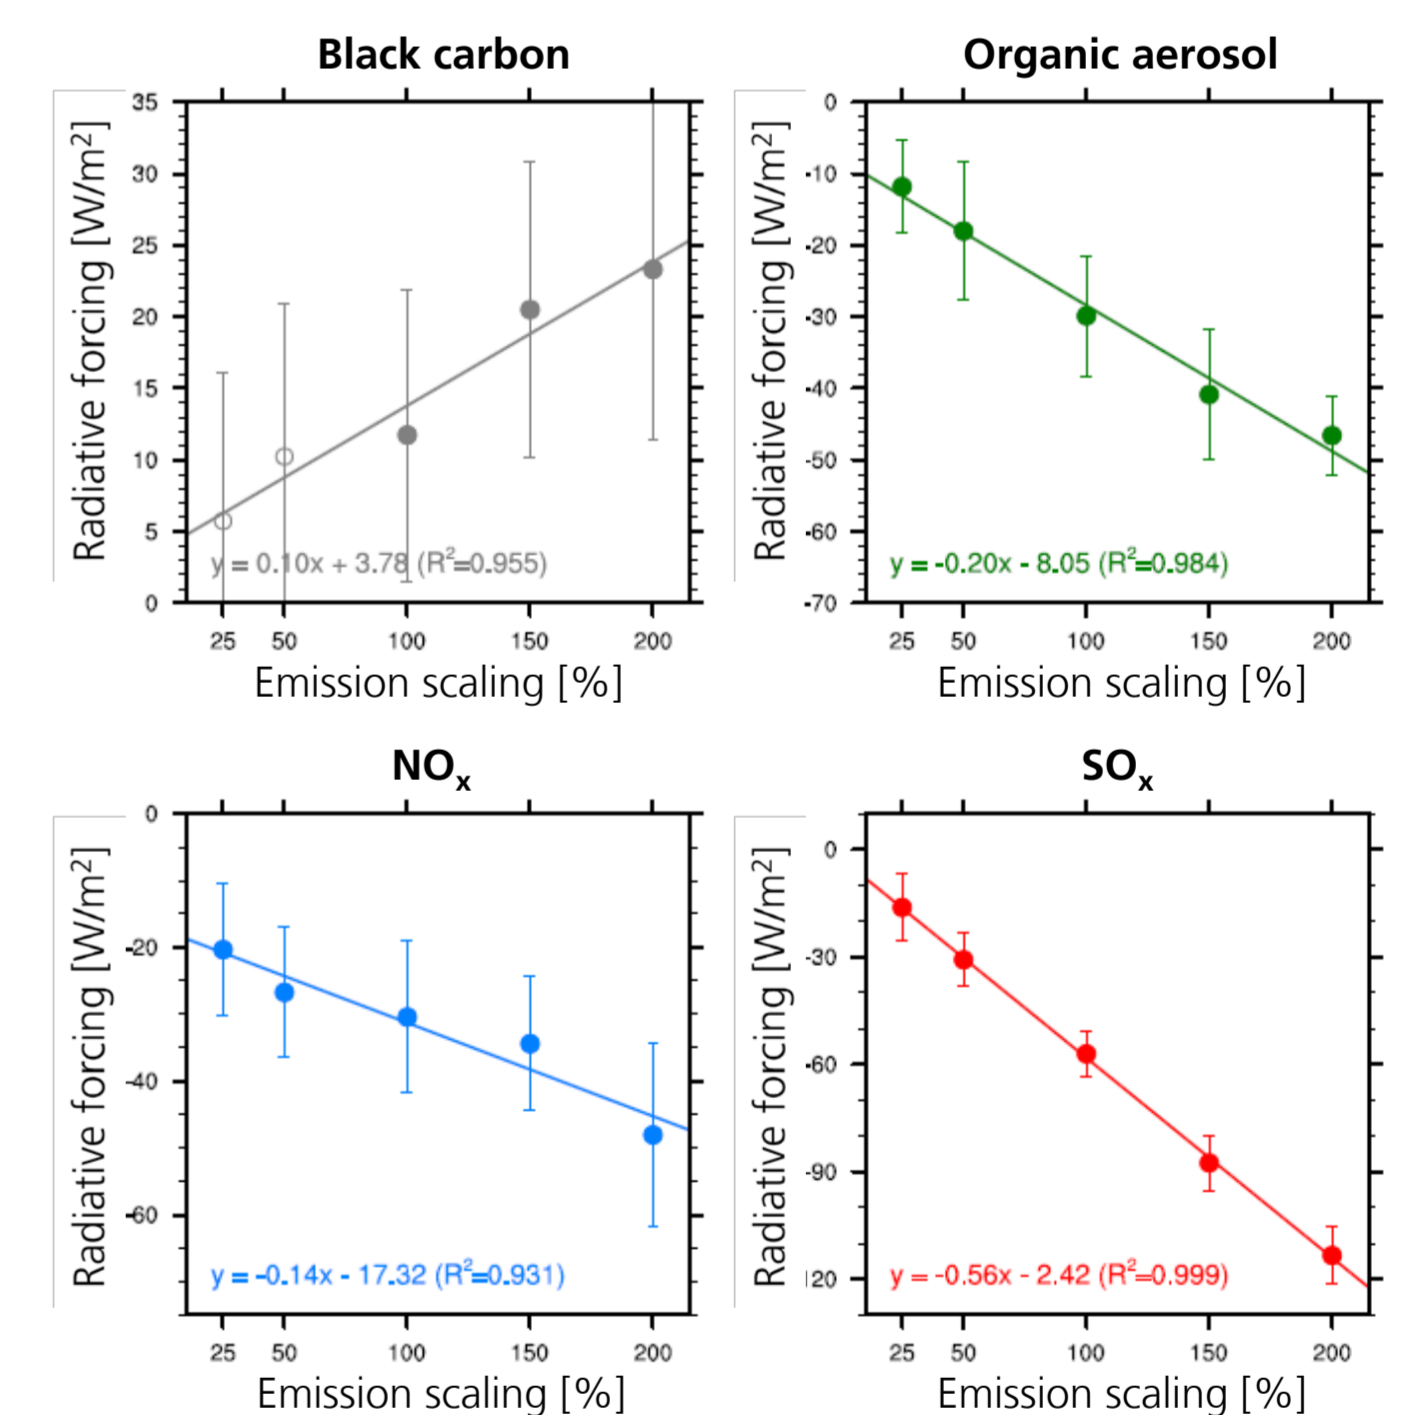 Black carbon
Radiative forcing [W/m²]
35
30
25
20
15
10
5
0
y = 0.10x + 3.78 (R²=0.955)
25 50 100 150 200
Emission scaling [%]
Organic aerosol
Radiative forcing [W/m²]
0
-10
-20
-30
-40
-50
-60
-70
y = -0.20x - 8.05 (R²=0.984)
25 50 100 150 200
Emission scaling [%]
NOx
Radiative forcing [W/m²]
0
-20
-40
-60
y = -0.14x - 17.32 (R²=0.931)
25 50 100 150 200
Emission scaling [%]
SOx
Radiative forcing [W/m²]
0
-30
-60
-90
120
y = -0.56x - 2.42 (R²=0.999)
25 50 100 150 200
Emission scaling [%]